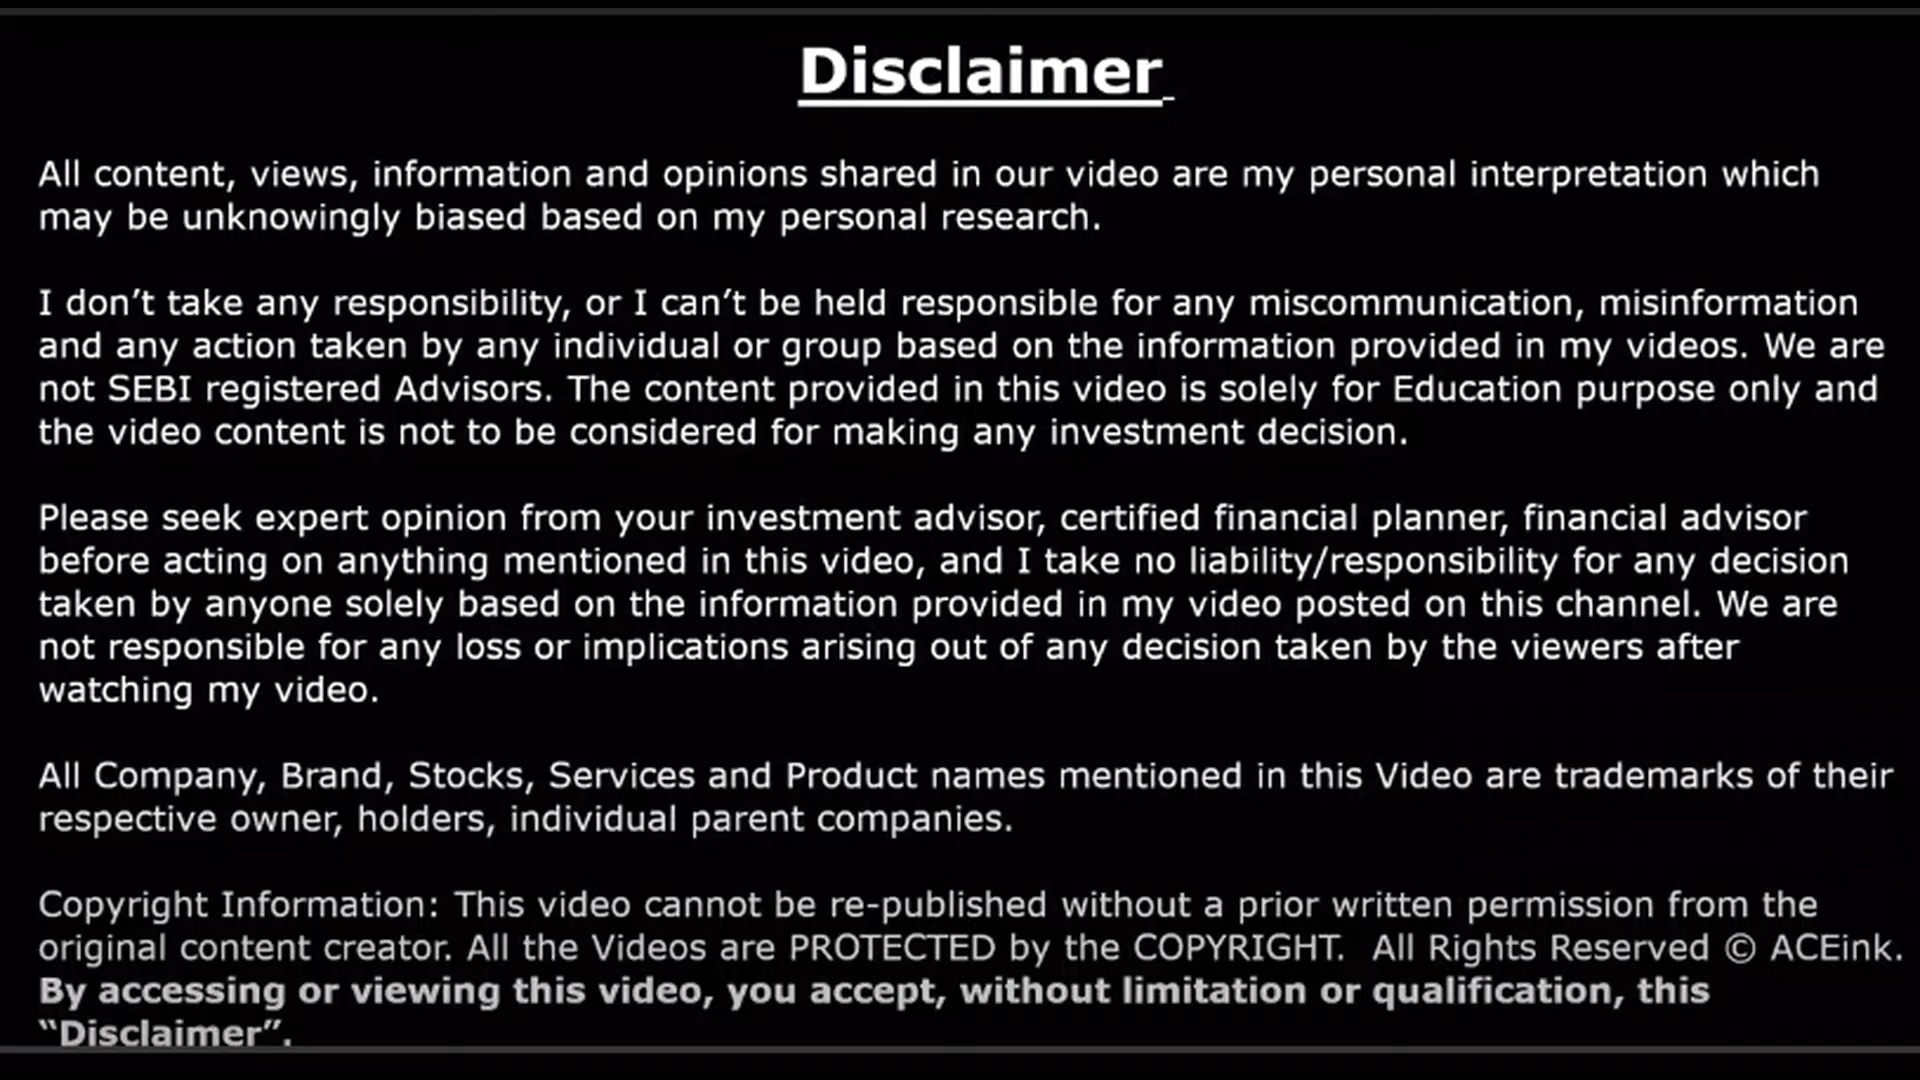 Disclaimer
All content, views, information and opinions shared in our video are my personal interpretation which
may be unknowingly biased based on my personal research.
I don’t take any responsibility, or I can’t be held responsible for any miscommunication, misinformation
and any action taken by any individual or group based on the information provided in my videos. We are
not SEBI registered Advisors. The content provided in this video is solely for Education purpose only and
the video content is not to be considered for making any investment decision.
Please seek expert opinion from your investment advisor, certified financial planner, financial advisor
before acting on anything mentioned in this video, and I take no liability/responsibility for any decision
taken by anyone solely based on the information provided in my video posted on this channel. We are
not responsible for any loss or implications arising out of any decision taken by the viewers after
watching my video.
All Company, Brand, Stocks, Services and Product names mentioned in this Video are trademarks of their
respective owner, holders, individual parent companies.
Copyright Information: This video cannot be re-published without a prior written permission from the
original content creator. All the Videos are PROTECTED by the COPYRIGHT.  All Rights Reserved © ACEink.
By accessing or viewing this video, you accept, without limitation or qualification, this
“Disclaimer”.